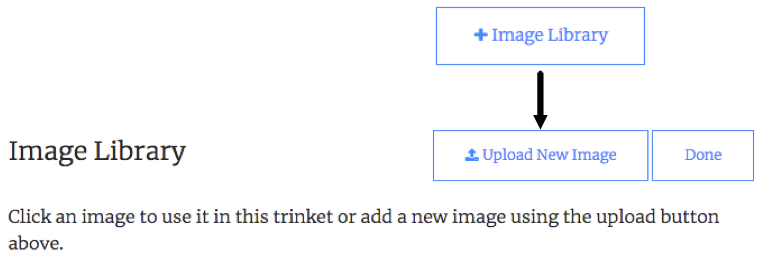 + Image Library
Image Library
Upload New Image
Done
Click an image to use it in this trinket or add a new image using the upload button
above.